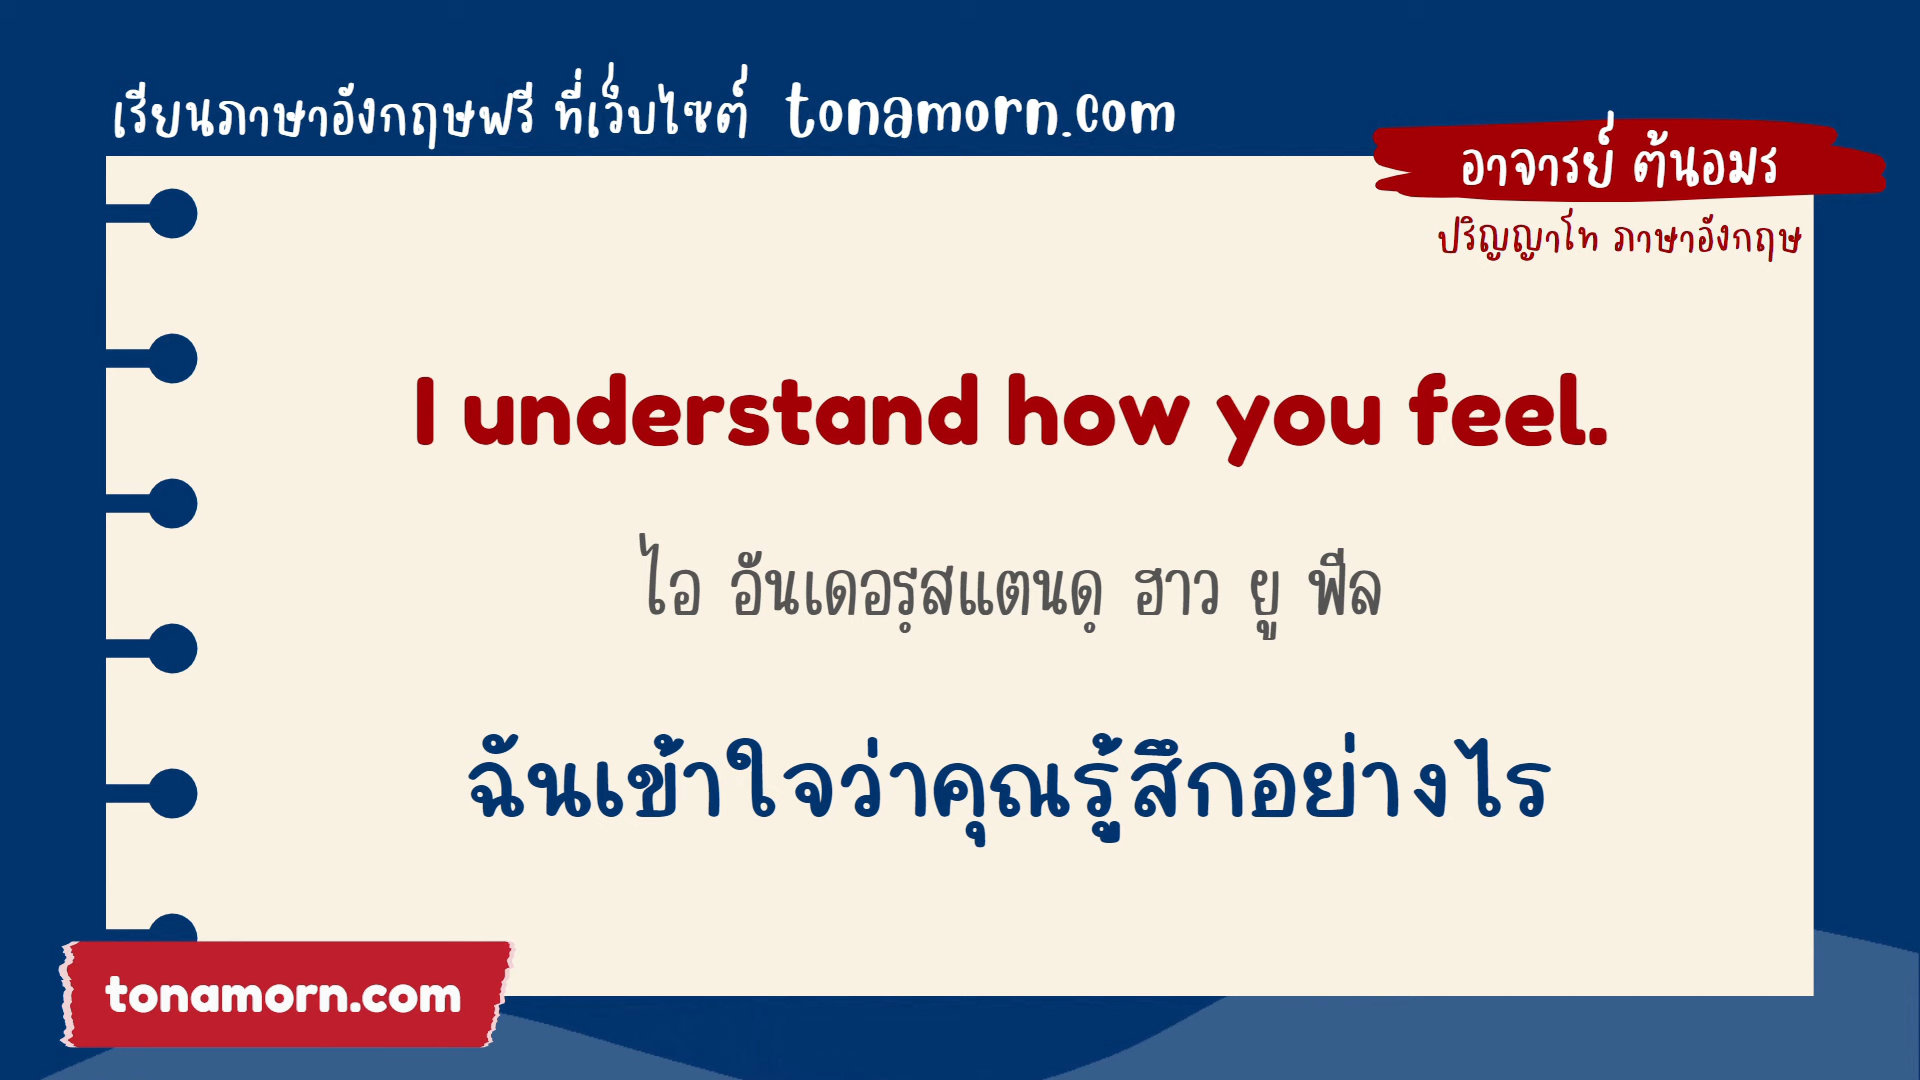 เรียนภาษาอังกฤษฟรี ที่เว็บไซต์ tonamorn.com
อาจารย์ ต้นอมร
ปริญญาโท ภาษาอังกฤษ
I understand how you feel.
ไอ อันเดอรฺสแตนดฺ ฮาว ยู ฟีล
ฉันเข้าใจว่าคุณรู้สึกอย่างไร
tonamorn.com